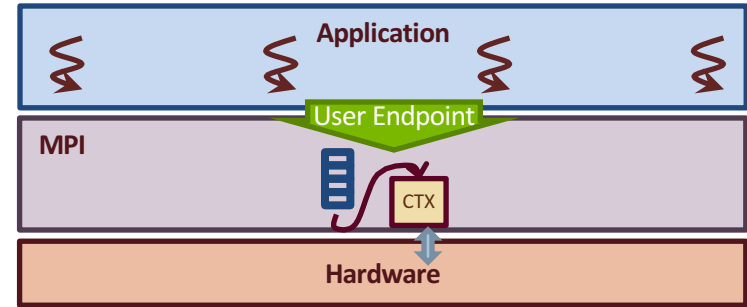 Application
User Endpoint
MPI
CTX
Hardware